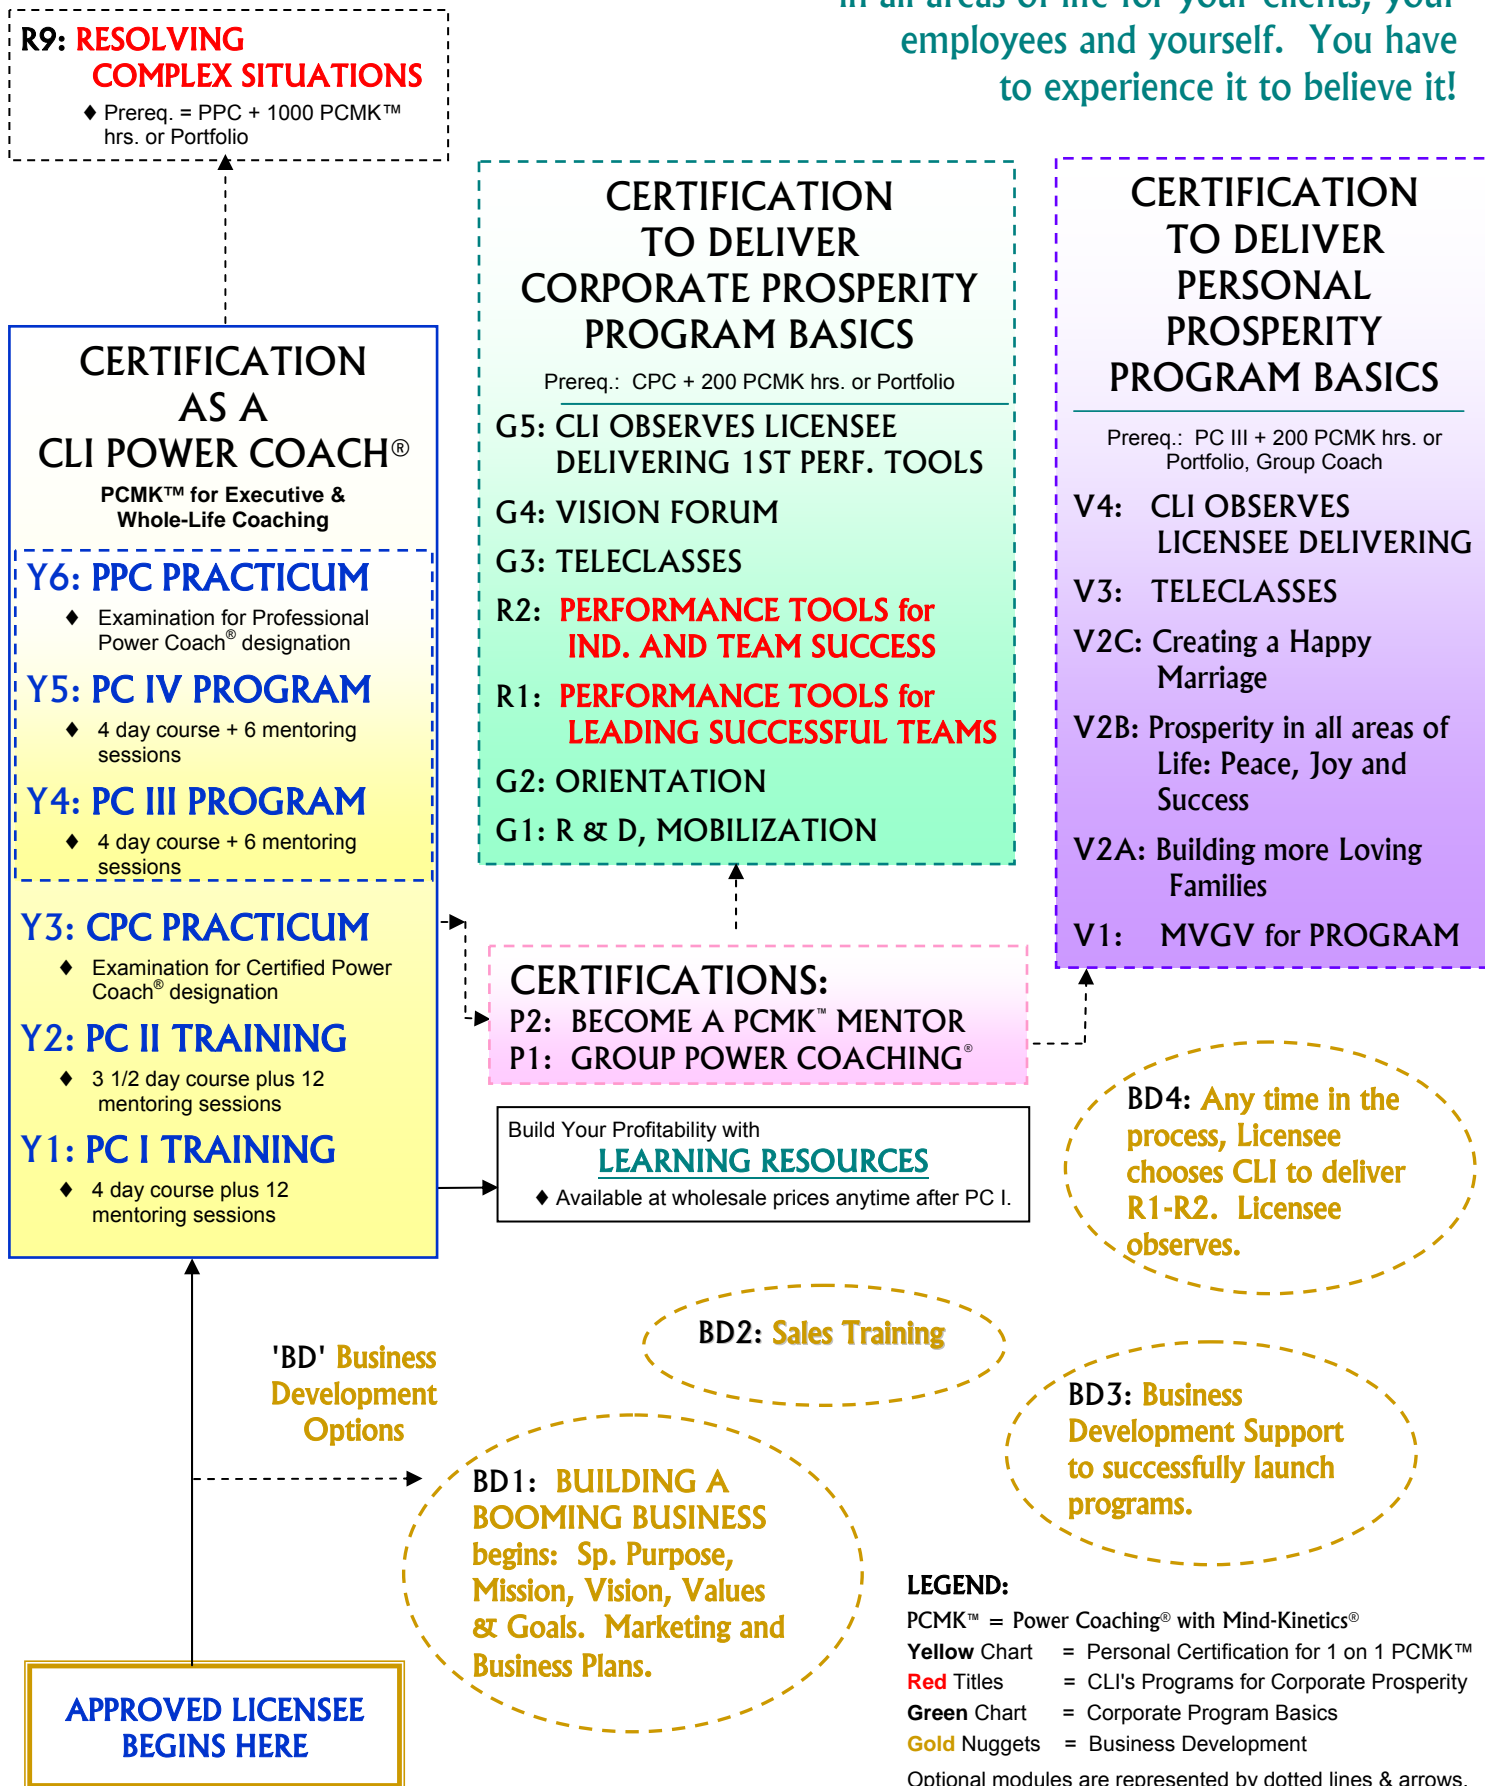 in all areas of life for your clients, your
employees and yourself. You have
to experience it to believe it!
R9: RESOLVING
COMPLEX SITUATIONS
♦ Prereq. = PPC + 1000 PCMK™
hrs. or Portfolio
CERTIFICATION
AS A
CLI POWER COACH®
PCMK™ for Executive &
Whole-Life Coaching
Y6: PPC PRACTICUM
♦ Examination for Professional
Power Coach® designation
Y5: PC IV PROGRAM
♦ 4 day course + 6 mentoring
sessions
Y4: PC III PROGRAM
♦ 4 day course + 6 mentoring
sessions
Y3: CPC PRACTICUM
♦ Examination for Certified Power
Coach® designation
Y2: PC II TRAINING
♦ 3 1/2 day course plus 12
mentoring sessions
Y1: PC I TRAINING
♦ 4 day course plus 12
mentoring sessions
CERTIFICATION
TO DELIVER
CORPORATE PROSPERITY
PROGRAM BASICS
Prereq.: CPC + 200 PCMK hrs. or Portfolio
G5: CLI OBSERVES LICENSEE
DELIVERING 1ST PERF. TOOLS
G4: VISION FORUM
G3: TELECLASSES
R2: PERFORMANCE TOOLS for
IND. AND TEAM SUCCESS
R1: PERFORMANCE TOOLS for
LEADING SUCCESSFUL TEAMS
G2: ORIENTATION
G1: R & D, MOBILIZATION
CERTIFICATION
TO DELIVER
PERSONAL
PROSPERITY
PROGRAM BASICS
Prereq.: PC III + 200 PCMK hrs. or
Portfolio, Group Coach
V4: CLI OBSERVES
LICENSEE DELIVERING
V3: TELECLASSES
V2C: Creating a Happy
Marriage
V2B: Prosperity in all areas of
Life: Peace, Joy and
Success
V2A: Building more Loving
Families
V1: MVGV for PROGRAM
CERTIFICATIONS:
P2: BECOME A PCMK™ MENTOR
P1: GROUP POWER COACHING®
Build Your Profitability with
LEARNING RESOURCES
♦ Available at wholesale prices anytime after PC I.
BD4: Any time in the
process, Licensee
chooses CLI to deliver
R1-R2. Licensee
observes.
BD2: Sales Training
'BD' Business
Development
Options
BD3: Business
Development Support
to successfully launch
programs.
BD1: BUILDING A
BOOMING BUSINESS
begins: Sp. Purpose,
Mission, Vision, Values
& Goals. Marketing and
Business Plans.
APPROVED LICENSEE
BEGINS HERE
LEGEND:
PCMK™ = Power Coaching® with Mind-Kinetics®
Yellow Chart = Personal Certification for 1 on 1 PCMK™
Red Titles = CLI's Programs for Corporate Prosperity
Green Chart = Corporate Program Basics
Gold Nuggets = Business Development
Optional modules are represented by dotted lines & arrows.